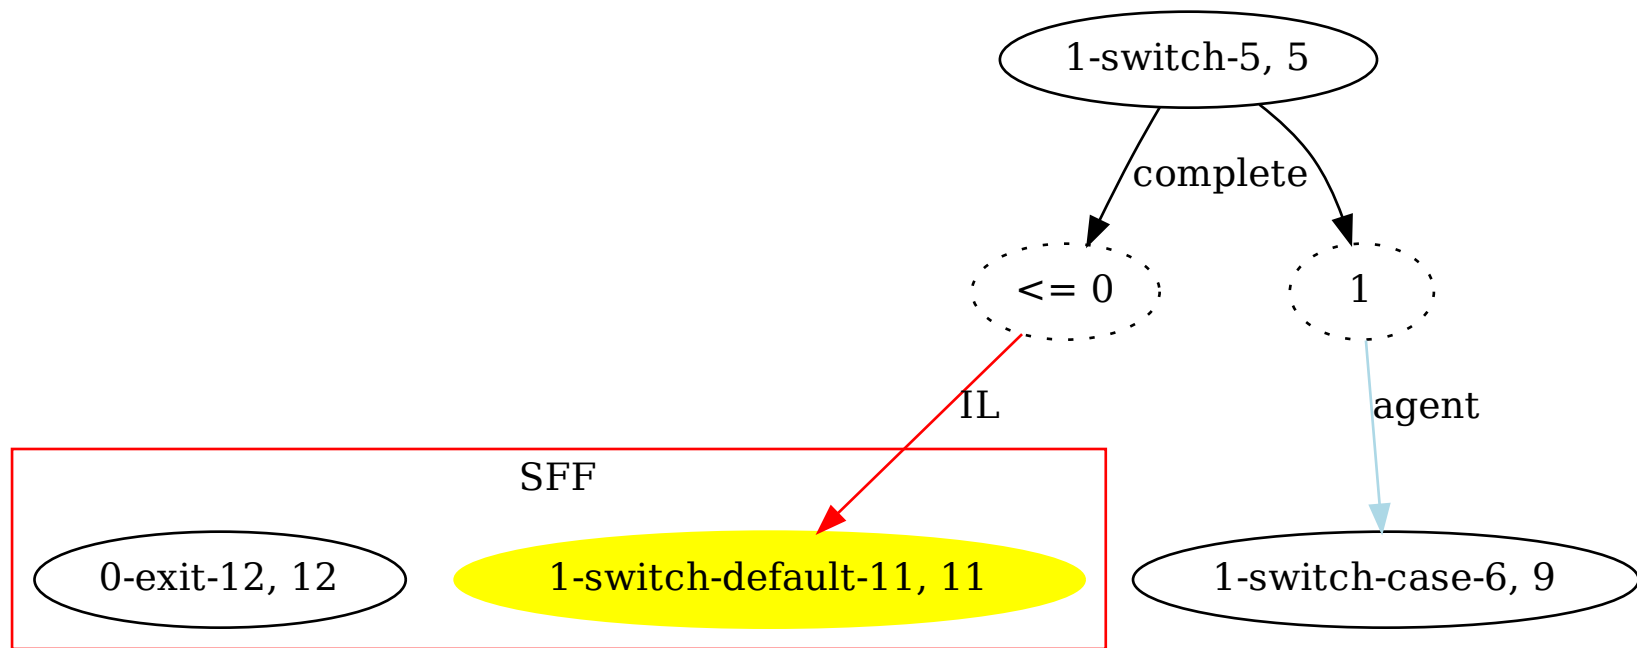 1-switch-5, 5
complete
<= 0
1
IL
agent
SFF
0-exit-12, 12
1-switch-default-11, 11
1-switch-case-6, 9